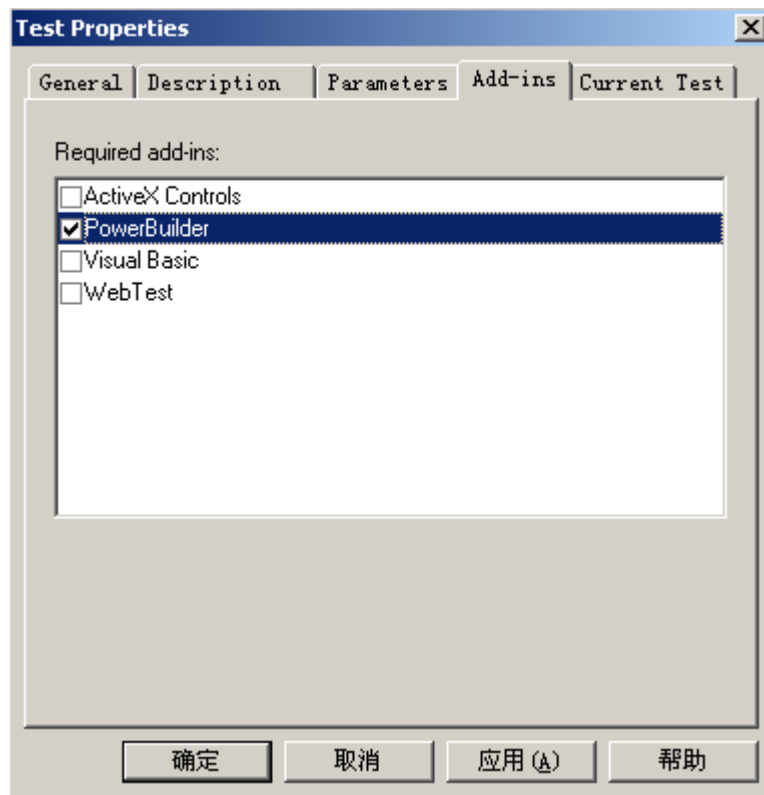 Test Properties
General Description Parameters Add-ins Current Test
Required add-ins:
ActiveX Controls
PowerBuilder
Visual Basic
WebTest
确定 取消 应用(A) 帮助